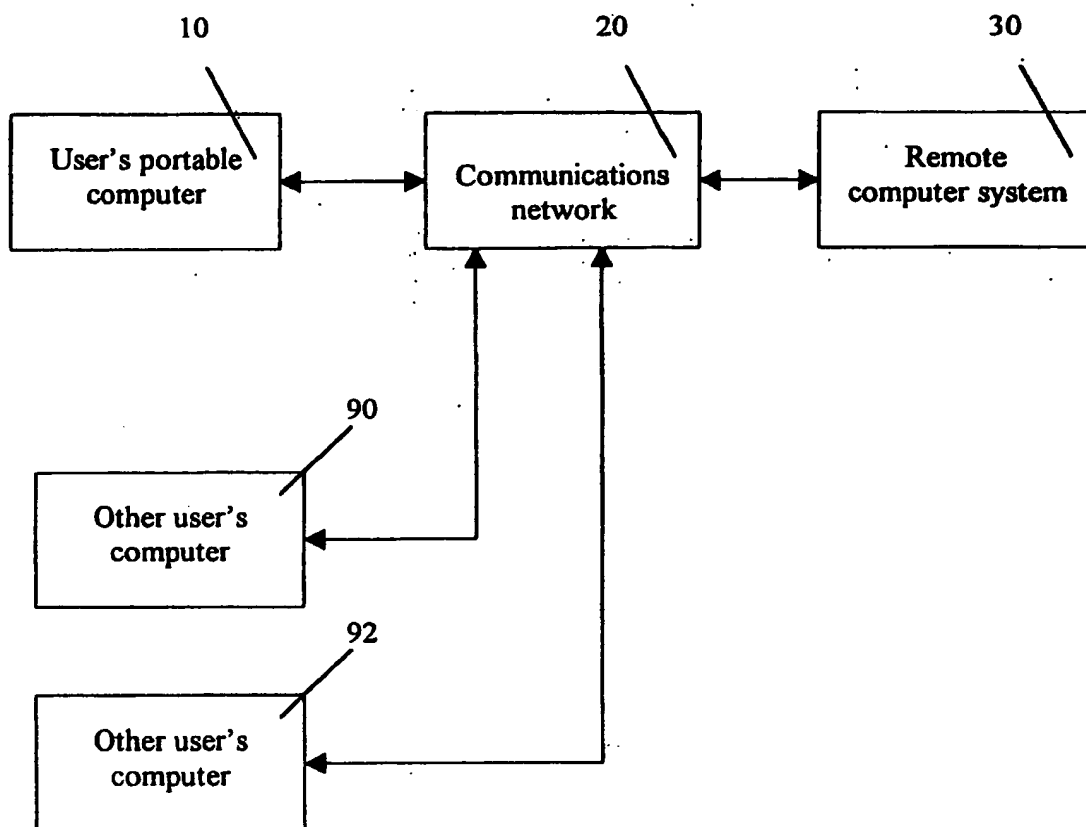 10
20
30
User's portable
computer
Communications
network
Remote
computer system
90
Other user's
computer
92
Other user's
computer